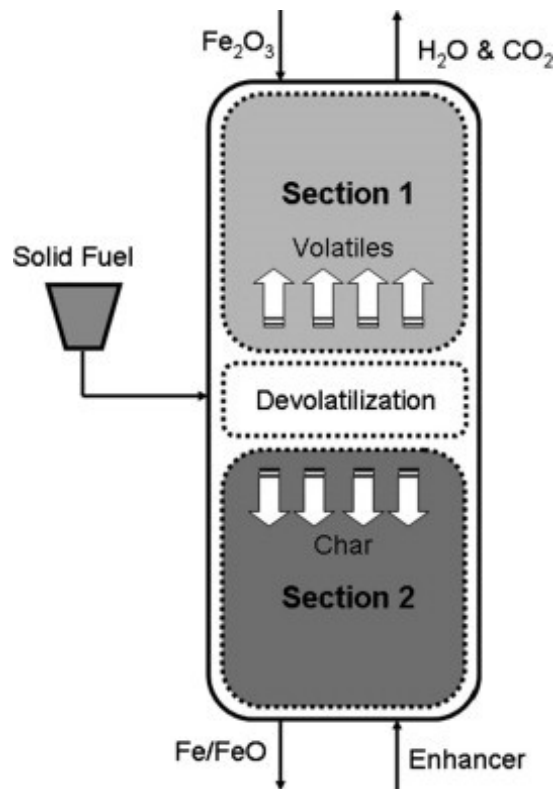 Fe₂O₃
H₂O & CO₂
Section 1
Volatiles
Solid Fuel
Devolatilization
Char
Section 2
Fe/FeO
Enhancer